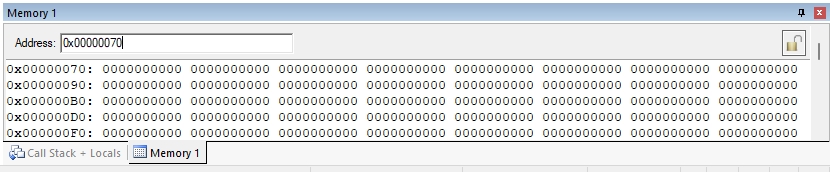 Memory 1
Address: 0x00000070
0x00000070: 0000000000 0000000000 0000000000 0000000000 0000000000 0000000000 0000000000 0000000000
0x00000090: 0000000000 0000000000 0000000000 0000000000 0000000000 0000000000 0000000000 0000000000
0x000000B0: 0000000000 0000000000 0000000000 0000000000 0000000000 0000000000 0000000000 0000000000
0x000000D0: 0000000000 0000000000 0000000000 0000000000 0000000000 0000000000 0000000000 0000000000
0x000000F0: 0000000000 0000000000 0000000000 0000000000 0000000000 0000000000 0000000000 0000000000
Call Stack + Locals Memory 1